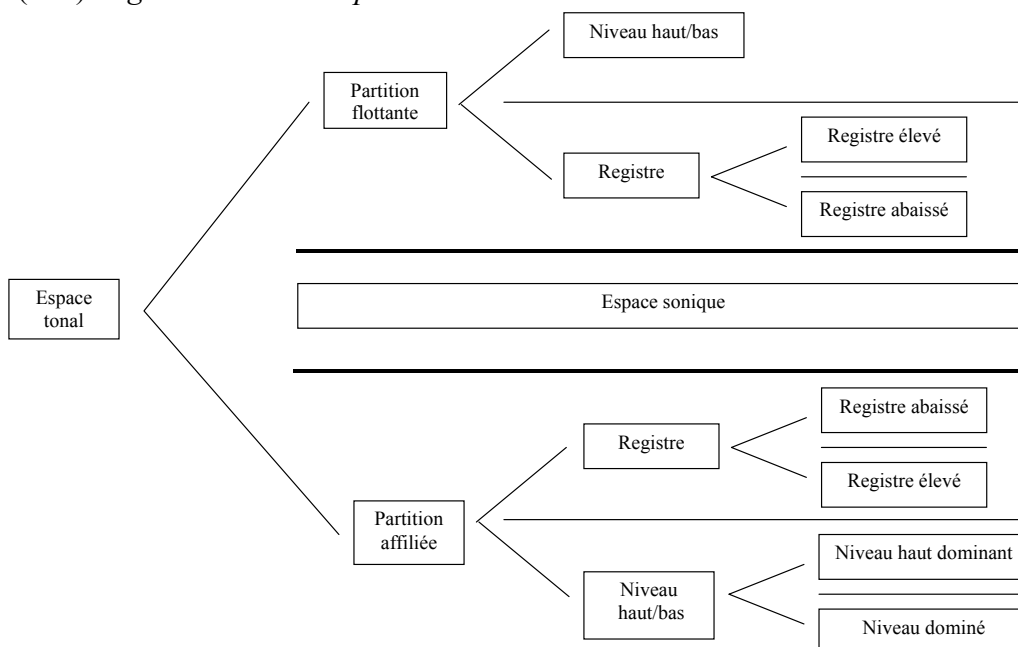 Niveau haut/bas
Partition
flottante
Registre élevé
Registre
Registre abaissé
Espace
tonal
Espace sonique
Registre abaissé
Registre
Registre élevé
Partition
affiliée
Niveau haut dominant
Niveau
haut/bas
Niveau dominé